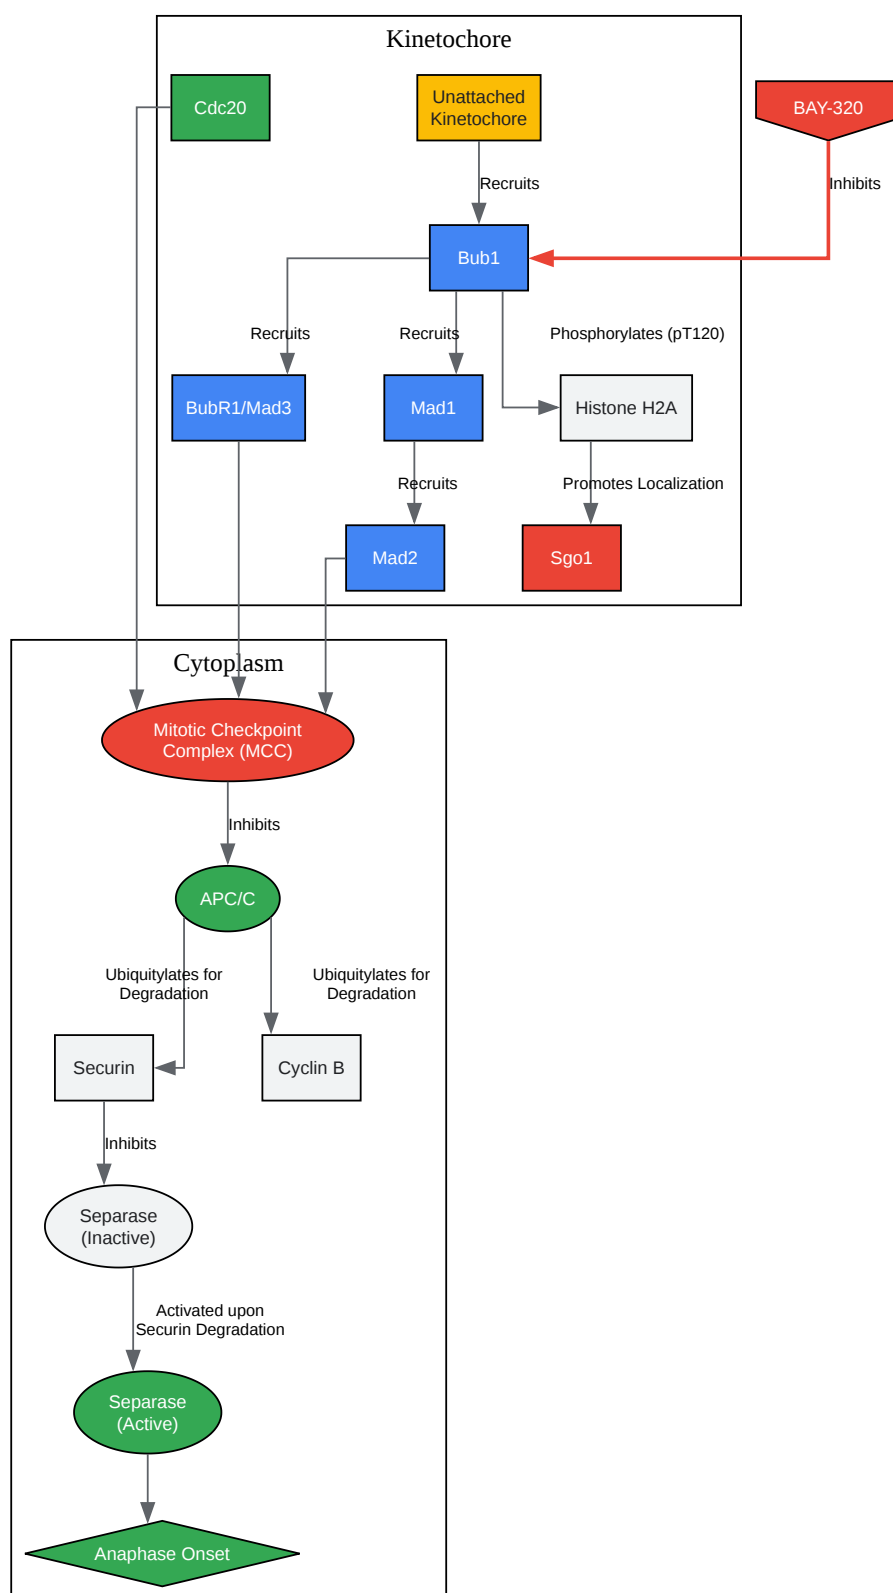 Kinetochore
Cdc20
Unattached
Kinetochore
BAY-320
Recruits
Inhibits
Bub1
Recruits
Recruits
Phosphorylates (pT120)
BubR1/Mad3
Mad1
Histone H2A
Recruits
Promotes Localization
Mad2
Sgo1
Cytoplasm
Mitotic Checkpoint
Complex (MCC)
Inhibits
APC/C
Ubiquitylates for
Degradation
Ubiquitylates for
Degradation
Securin
Cyclin B
Inhibits
Separase
(Inactive)
Activated upon
Securin Degradation
Separase
(Active)
Anaphase Onset